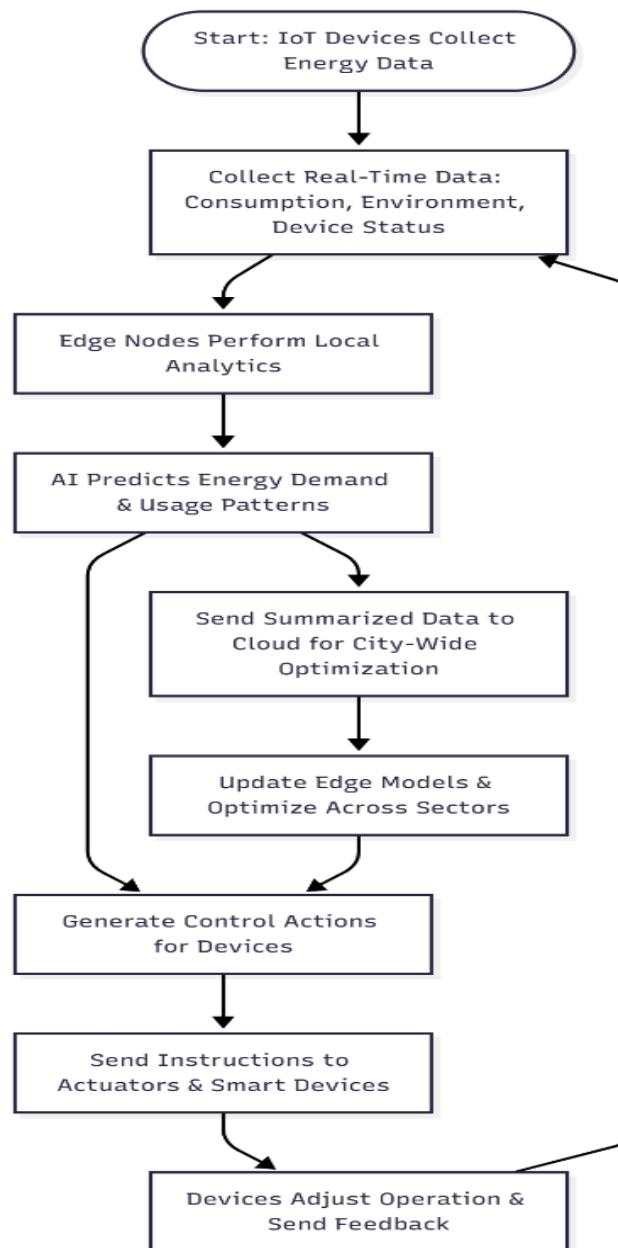 Start: IoT Devices Collect
Energy Data
Collect Real-Time Data:
Consumption, Environment,
Device Status
Edge Nodes Perform Local
Analytics
AI Predicts Energy Demand
& Usage Patterns
Send Summarized Data to
Cloud for City-Wide
Optimization
Update Edge Models &
Optimize Across Sectors
Generate Control Actions
for Devices
Send Instructions to
Actuators & Smart Devices
Devices Adjust Operation &
Send Feedback